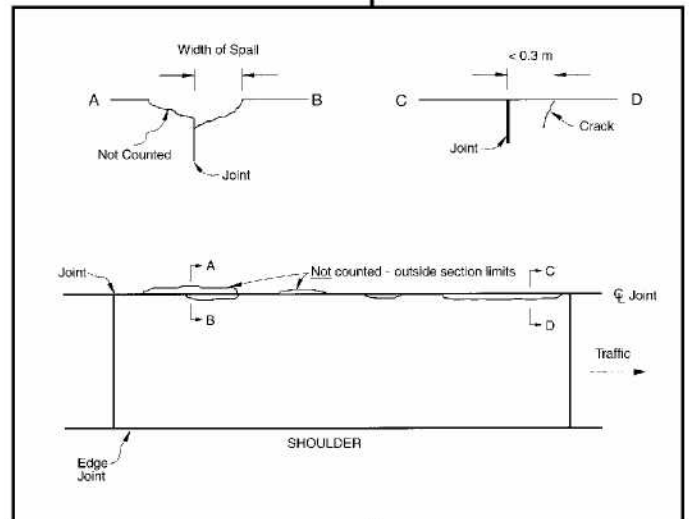 Width of Spall
< 0.3 m
A
B
C
D
Not Counted
Joint
Joint
Crack
Joint
A
Not counted - outside section limits
C
℄ Joint
B
D
Traffic
SHOULDER
Edge
Joint